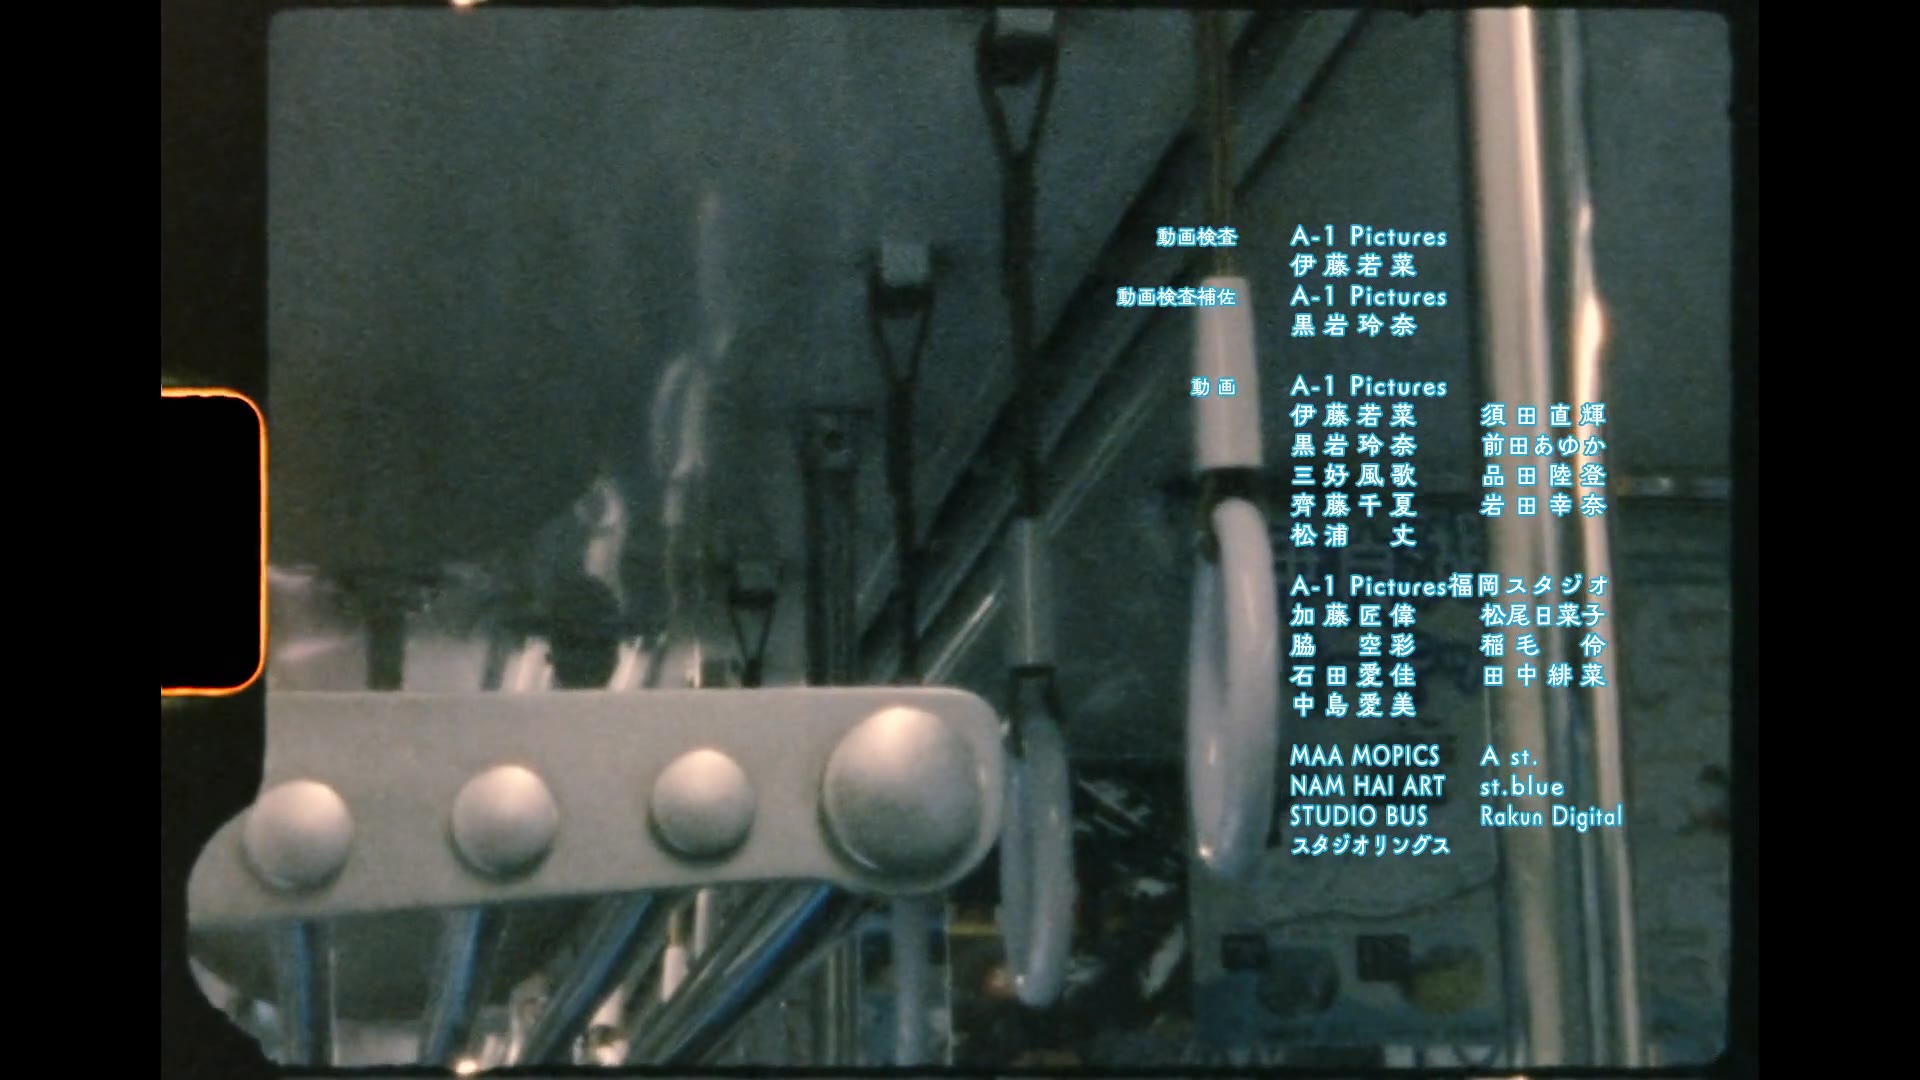 動画検査 A-1 Pictures
伊藤若菜
動画検査補佐 A-1 Pictures
黒岩玲奈
動画 A-1 Pictures
伊藤若菜 須田直輝
黒岩玲奈 前田あゆか
三好風歌 品田陸登
齊藤千夏 岩田幸奈
松浦 丈
A-1 Pictures福岡スタジオ
加藤匠偉 松尾日菜子
脇 空彩 稲毛 伶
石田愛佳 田中緋菜
中島愛美
MAA MOPICS A st.
NAM HAI ART st.blue
STUDIO BUS Rakun Digital
スタジオリングス